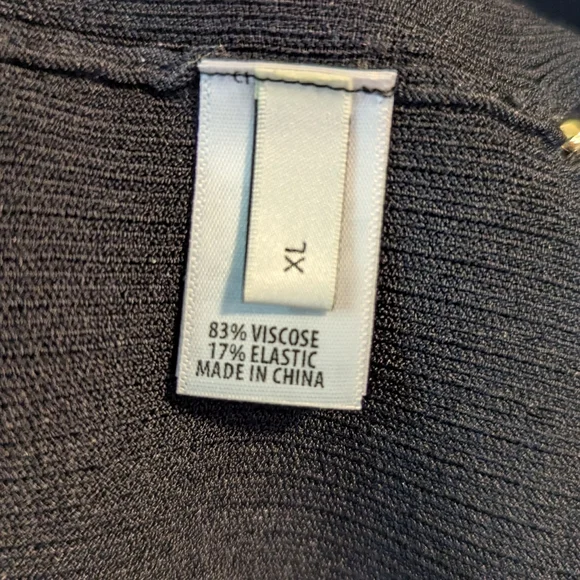 XL
83% VISCOSE
17% ELASTIC
MADE IN CHINA